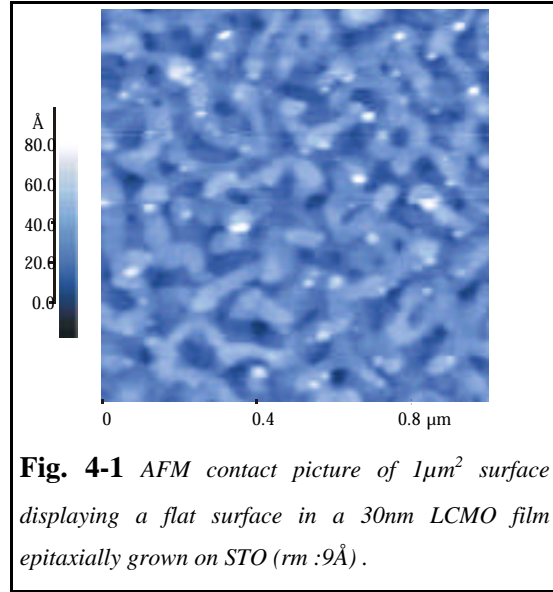 Å
80.0
60.0
40.0
20.0
0.0
0 0.4 0.8 µm
Fig. 4-1 AFM contact picture of 1µm² surface
displaying a flat surface in a 30nm LCMO film
epitaxially grown on STO (rm :9Å) .